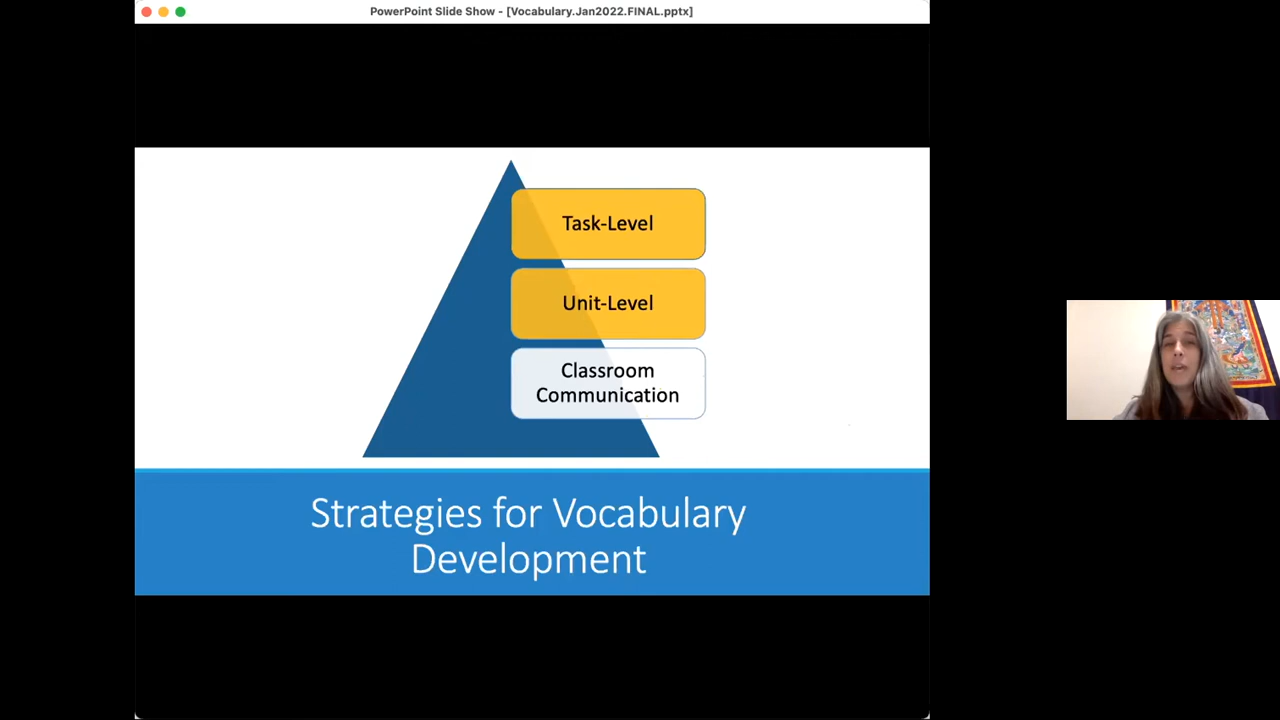 PowerPoint Slide Show - [Vocabulary.Jan2022.FINAL.pptx]
Task-Level
Unit-Level
Classroom
Communication
Strategies for Vocabulary
Development